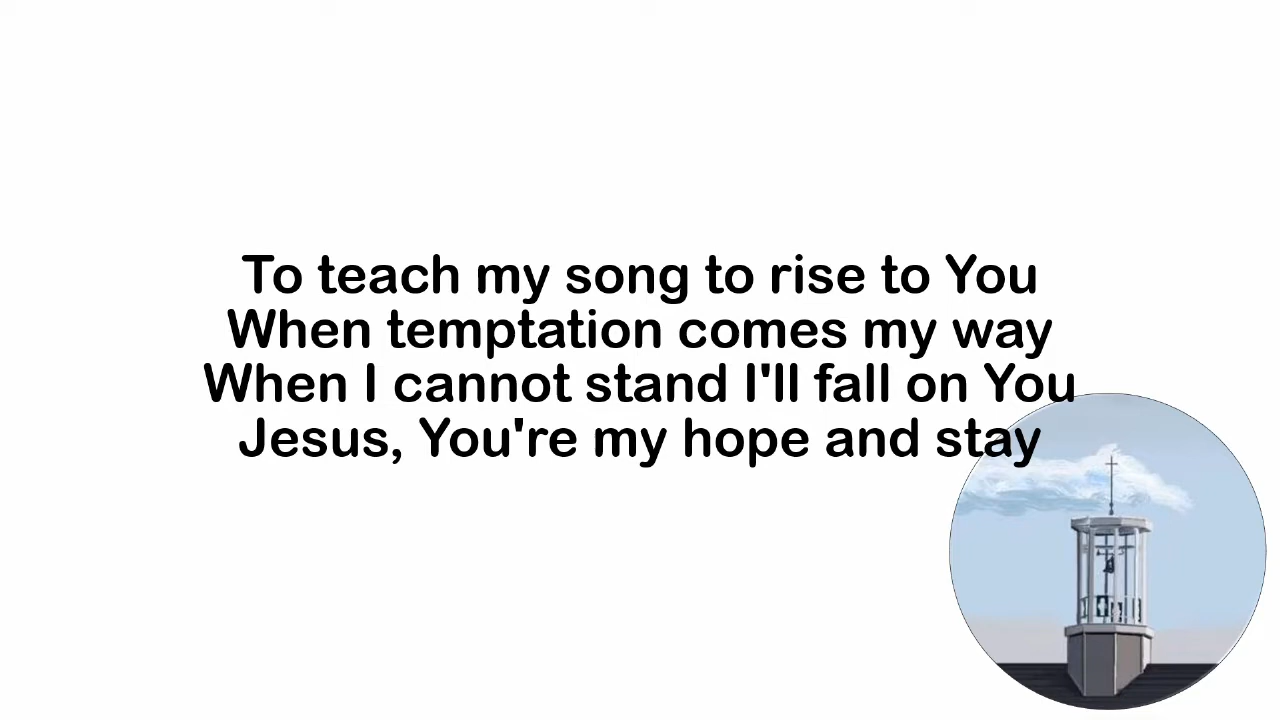 To teach my song to rise to You
When temptation comes my way
When I cannot stand I'll fall on You
Jesus, You're my hope and stay